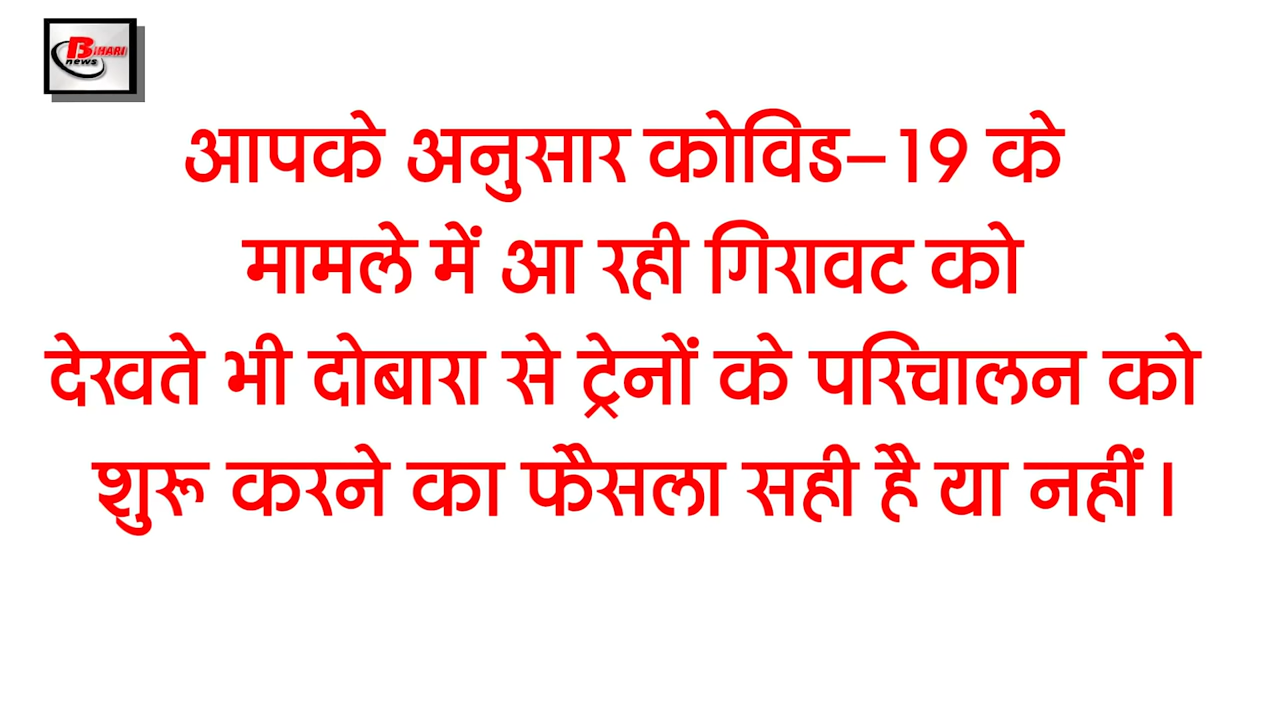 BIHARI
news
आपके अनुसार कोविड-19 के
मामले में आ रही गिरावट को
देखते भी दोबारा से ट्रेनों के परिचालन को
शुरू करने का फैसला सही है या नहीं।